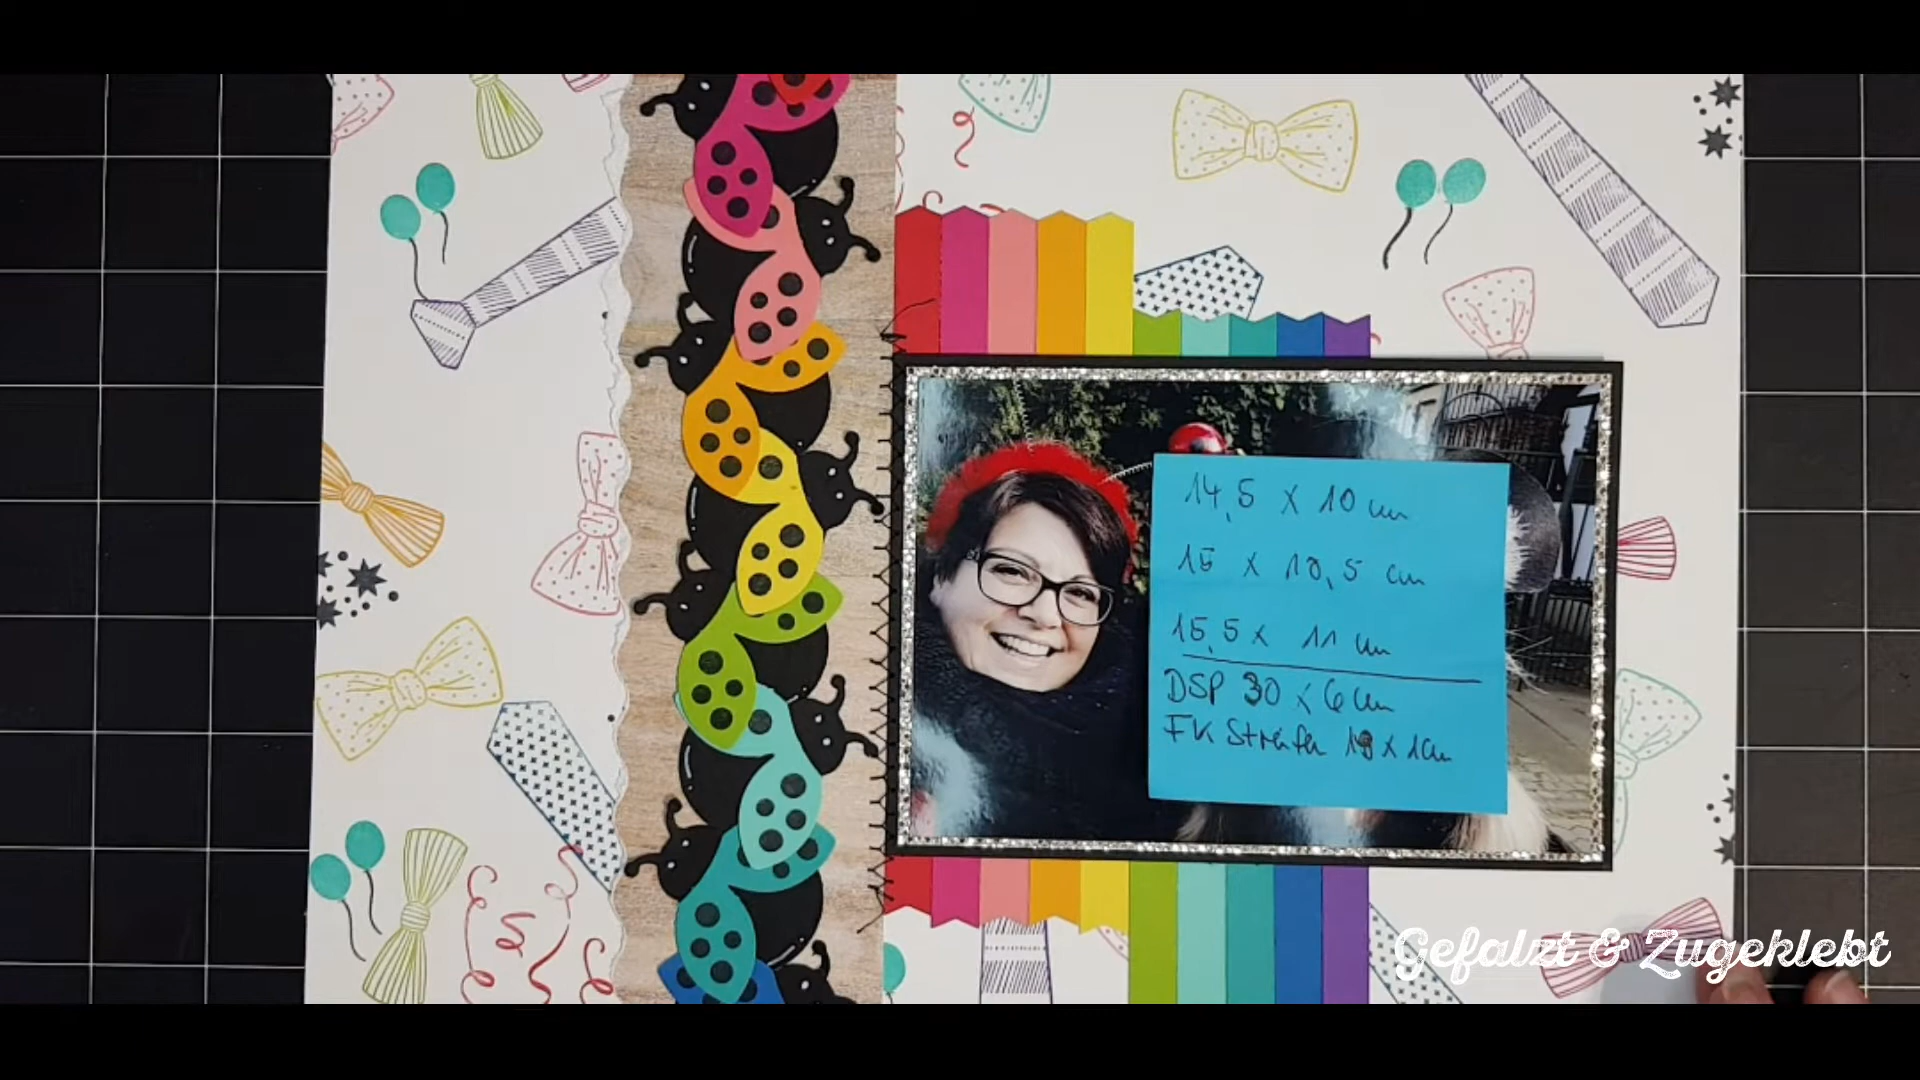 14,5 x 10 cm
15 x 10,5 cm
15,5 x 11 cm
DSP 30 x 6 cm
FK Streifen 19 x 1cm
Gefalzt & Zugeklebt